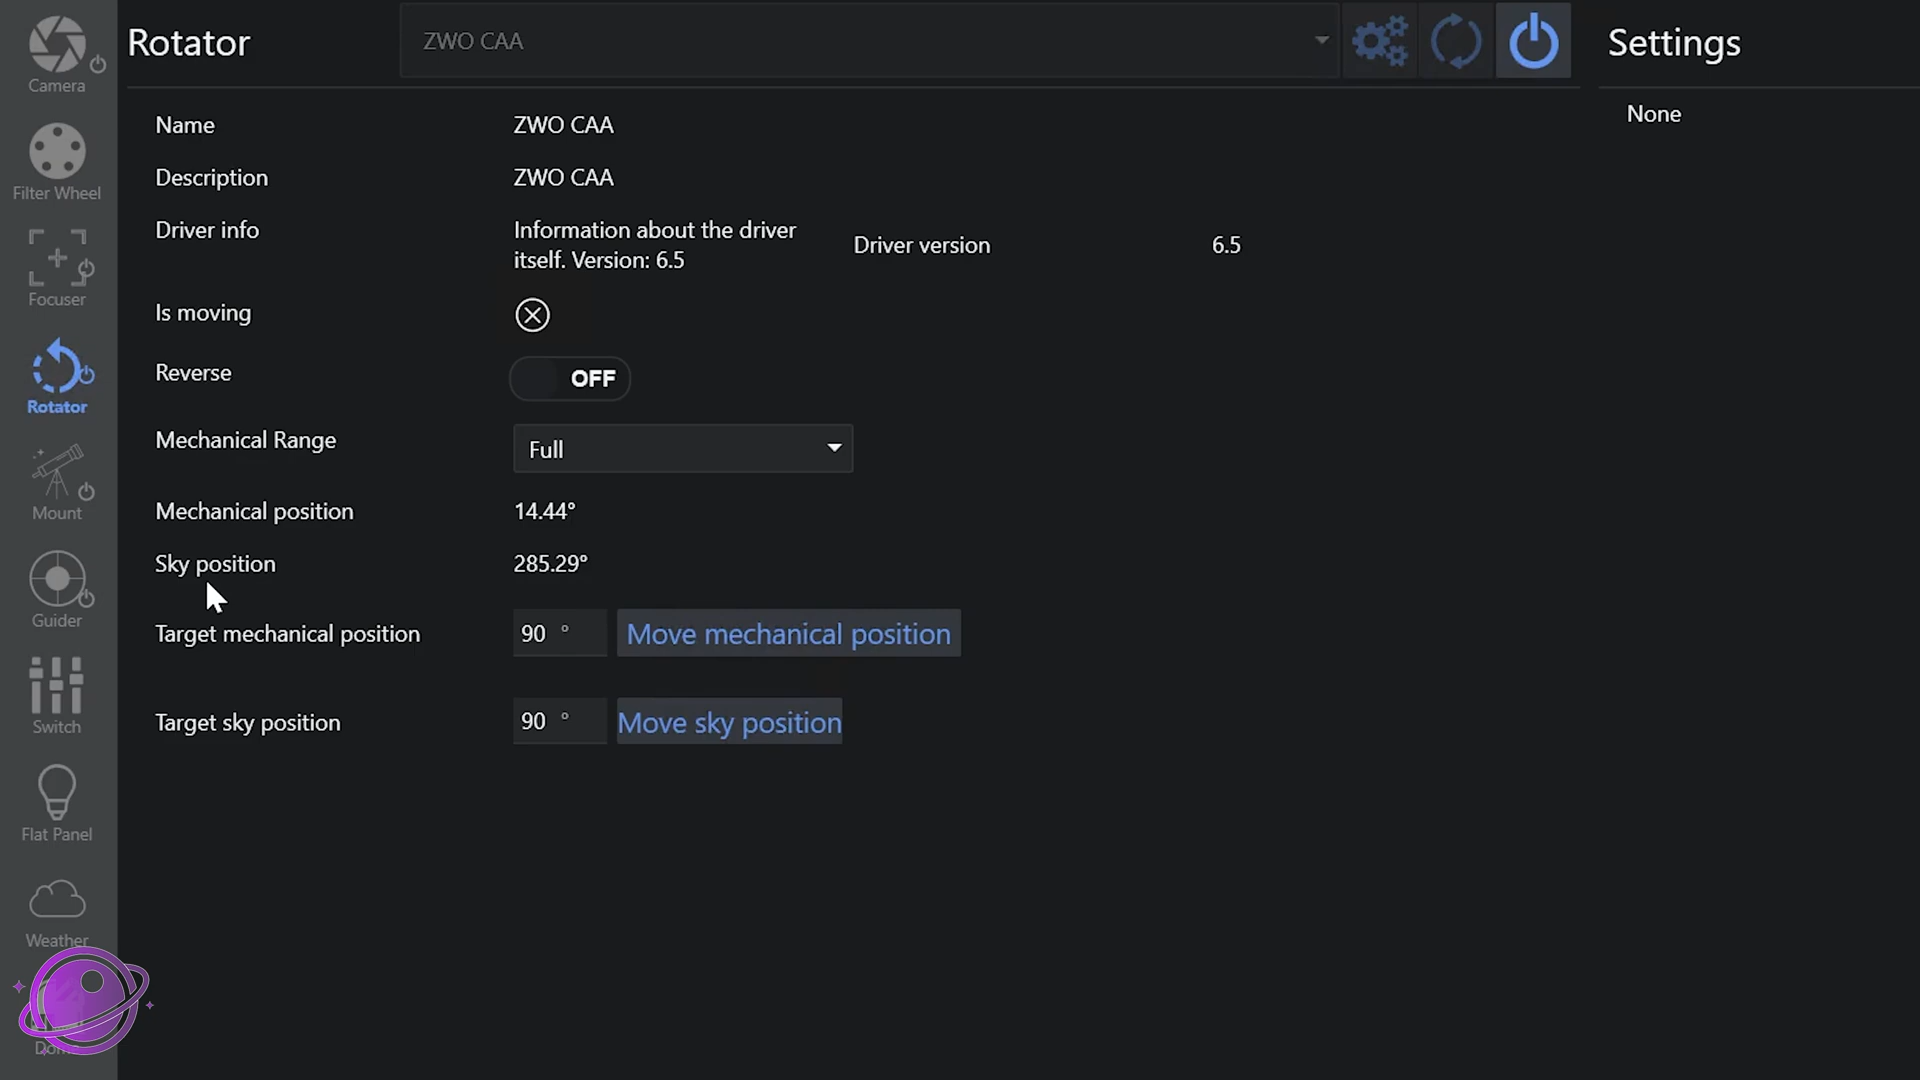 Camera
Filter Wheel
Focuser
Rotator
Mount
Guider
Switch
Flat Panel
Weather
Rotator
ZWO CAA
Name
ZWO CAA
Description
ZWO CAA
Driver info
Information about the driver
itself. Version: 6.5
Driver version
6.5
Is moving
Reverse
OFF
Mechanical Range
Full
Mechanical position
14.44°
Sky position
285.29°
Target mechanical position
90 °
Move mechanical position
Target sky position
90 °
Move sky position
Settings
None